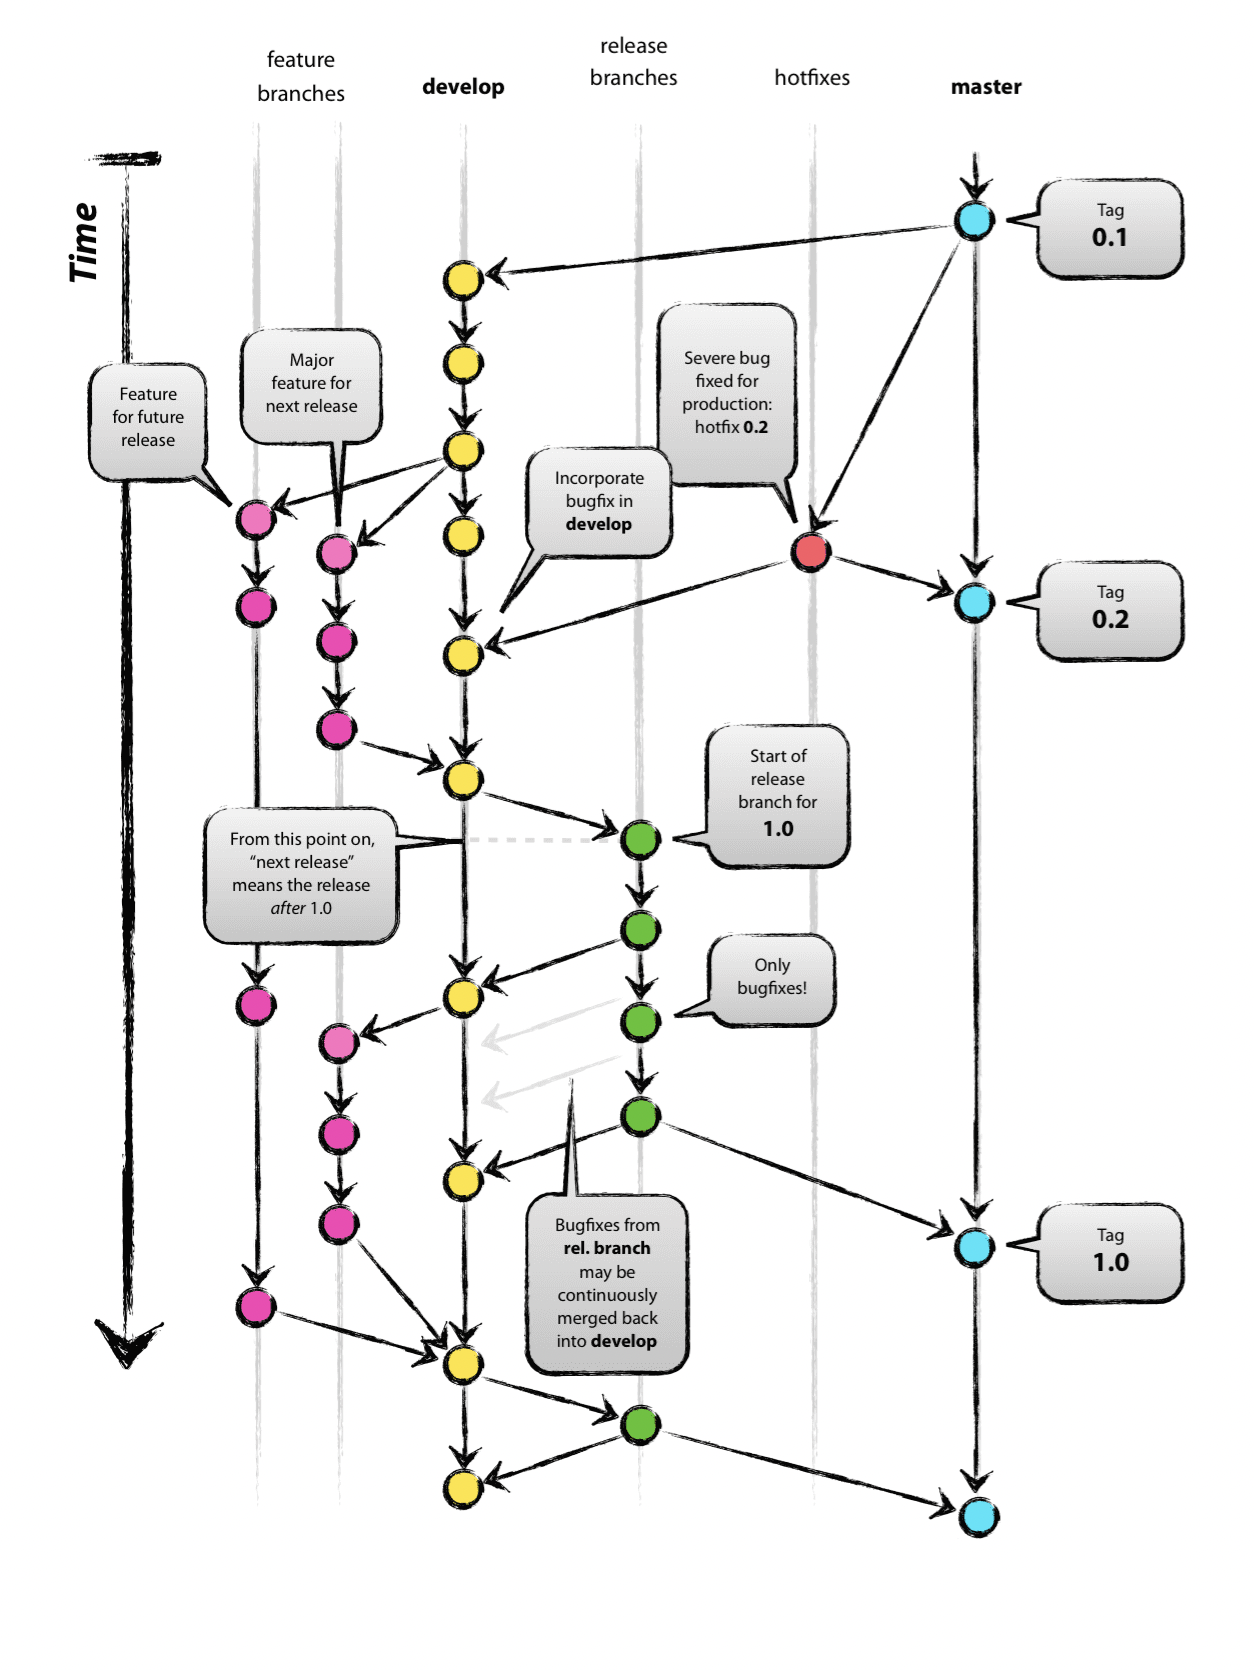 feature
branches
develop
release
branches
hotfixes
master
Time
Tag
0.1
Major
feature for
next release
Feature
for future
release
Severe bug
fixed for
production:
hotfix 0.2
Incorporate
bugfix in
develop
Tag
0.2
Start of
release
branch for
1.0
From this point on,
“next release”
means the release
after 1.0
Only
bugfixes!
Bugfixes from
rel. branch
may be
continuously
merged back
into develop
Tag
1.0